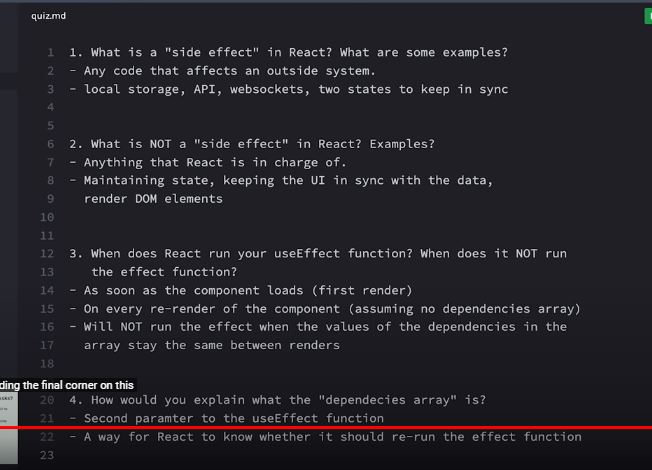 quiz.md
1 1. What is a "side effect" in React? What are some examples?
2 - Any code that affects an outside system.
3 - local storage, API, websockets, two states to keep in sync
4
5
6 2. What is NOT a "side effect" in React? Examples?
7 - Anything that React is in charge of.
8 - Maintaining state, keeping the UI in sync with the data,
9 render DOM elements
10
11
12 3. When does React run your useEffect function? When does it NOT run
13 the effect function?
14 - As soon as the component loads (first render)
15 - On every re-render of the component (assuming no dependencies array)
16 - Will NOT run the effect when the values of the dependencies in the
17 array stay the same between renders
18
ding the final corner on this
20 4. How would you explain what the "dependecies array" is?
21 - Second paramter to the useEffect function
22 - A way for React to know whether it should re-run the effect function
23